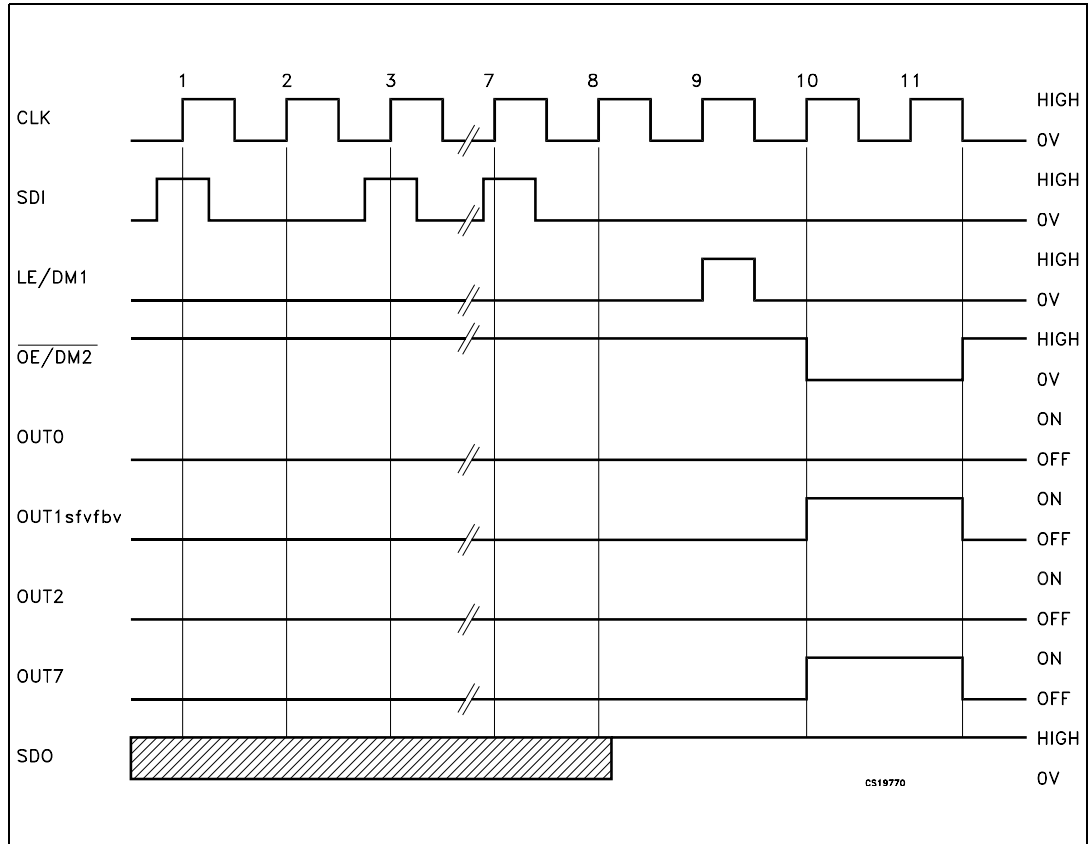 1 2 3 7 8 9 10 11
CLK
HIGH
0V
SDI
HIGH
0V
LE/DM1
HIGH
0V
OE/DM2
HIGH
0V
OUT0
ON
OFF
OUT1sfvfbv
ON
OFF
OUT2
ON
OFF
OUT7
ON
OFF
SDO
HIGH
0V
CS19770